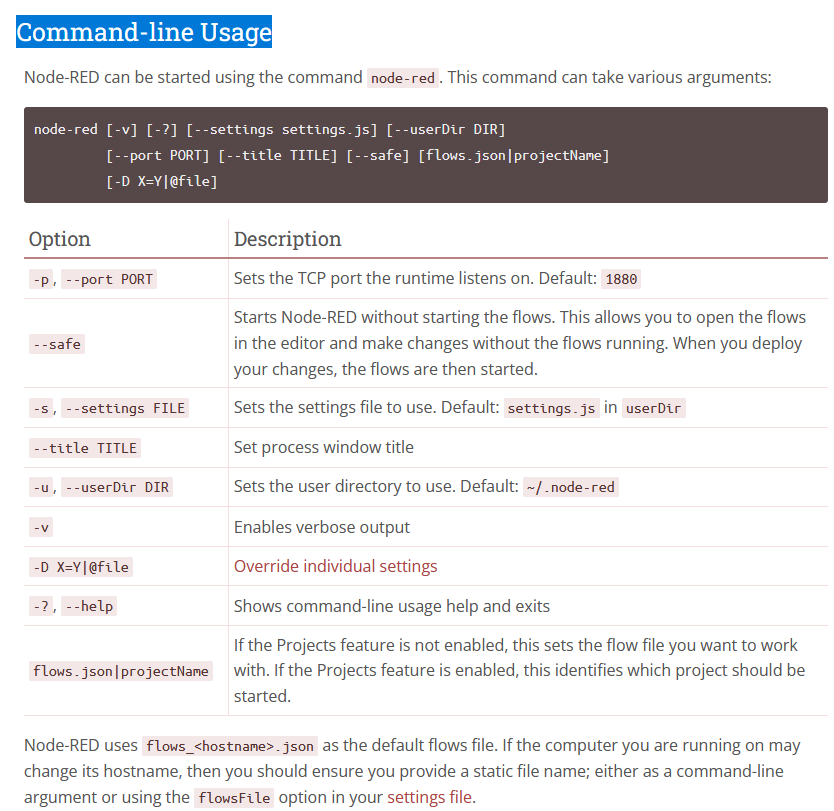 Command-line Usage
Node-RED can be started using the command node-red. This command can take various arguments:
node-red [-v] [-?] [--settings settings.js] [--userDir DIR]
[--port PORT] [--title TITLE] [--safe] [flows.json|projectName]
[-D X=Y|@file]
Option Description
-p, --port PORT Sets the TCP port the runtime listens on. Default: 1880
--safe Starts Node-RED without starting the flows. This allows you to open the flows
in the editor and make changes without the flows running. When you deploy
your changes, the flows are then started.
-s, --settings FILE Sets the settings file to use. Default: settings.js in userDir
--title TITLE Set process window title
-u, --userDir DIR Sets the user directory to use. Default: ~/.node-red
-v Enables verbose output
-D X=Y|@file Override individual settings
-?, --help Shows command-line usage help and exits
flows.json|projectName If the Projects feature is not enabled, this sets the flow file you want to work
with. If the Projects feature is enabled, this identifies which project should be
started.
Node-RED uses flows_<hostname>.json as the default flows file. If the computer you are running on may
change its hostname, then you should ensure you provide a static file name; either as a command-line
argument or using the flowsFile option in your settings file.